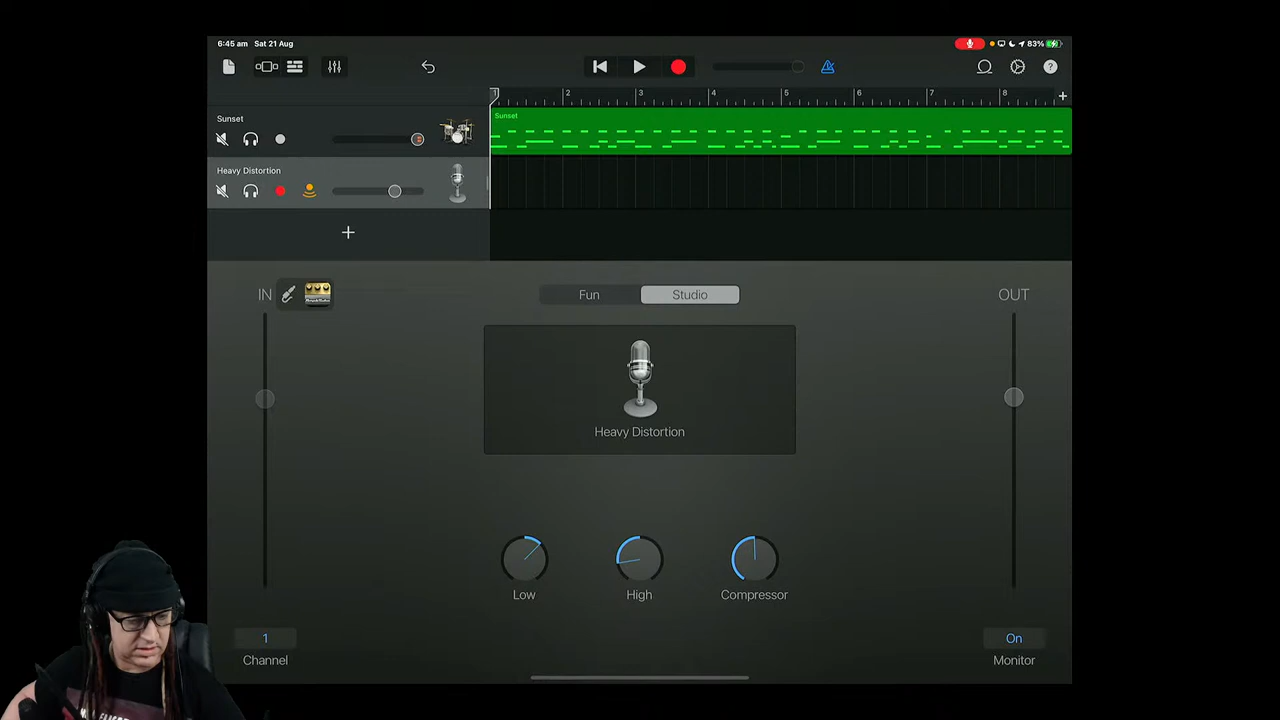 6:45 am Sat 21 Aug
83%
1 2 3 4 5 6 7 8
Sunset
Sunset
Heavy Distortion
IN
Fun
Studio
OUT
Heavy Distortion
Low
High
Compressor
1
On
Channel
Monitor